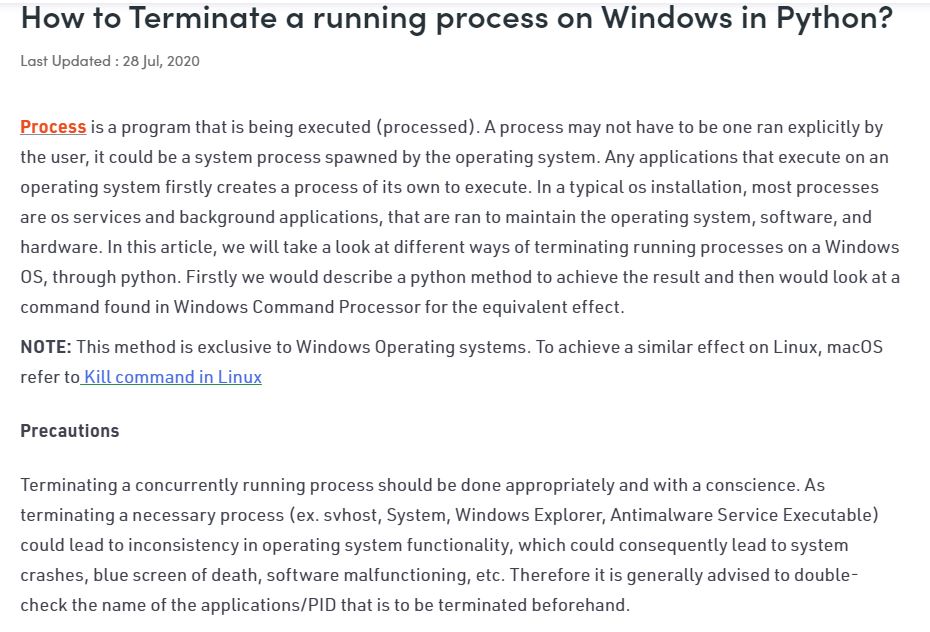 How to Terminate a running process on Windows in Python?
Last Updated : 28 Jul, 2020
Process is a program that is being executed (processed). A process may not have to be one ran explicitly by
the user, it could be a system process spawned by the operating system. Any applications that execute on an
operating system firstly creates a process of its own to execute. In a typical os installation, most processes
are os services and background applications, that are ran to maintain the operating system, software, and
hardware. In this article, we will take a look at different ways of terminating running processes on a Windows
OS, through python. Firstly we would describe a python method to achieve the result and then would look at a
command found in Windows Command Processor for the equivalent effect.
NOTE: This method is exclusive to Windows Operating systems. To achieve a similar effect on Linux, macOS
refer to Kill command in Linux
Precautions
Terminating a concurrently running process should be done appropriately and with a conscience. As
terminating a necessary process (ex. svhost, System, Windows Explorer, Antimalware Service Executable)
could lead to inconsistency in operating system functionality, which could consequently lead to system
crashes, blue screen of death, software malfunctioning, etc. Therefore it is generally advised to double-
check the name of the applications/PID that is to be terminated beforehand.